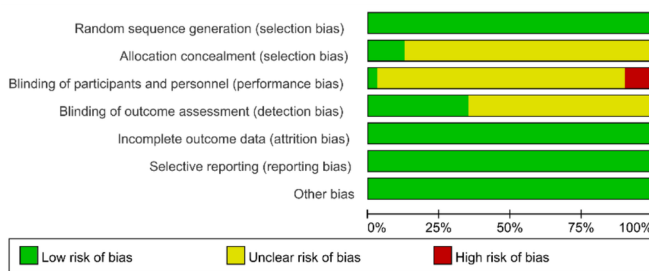 Random sequence generation (selection bias)
Allocation concealment (selection bias)
Blinding of participants and personnel (performance bias)
Blinding of outcome assessment (detection bias)
Incomplete outcome data (attrition bias)
Selective reporting (reporting bias)
Other bias
0% 25% 50% 75% 100%
Low risk of bias Unclear risk of bias High risk of bias